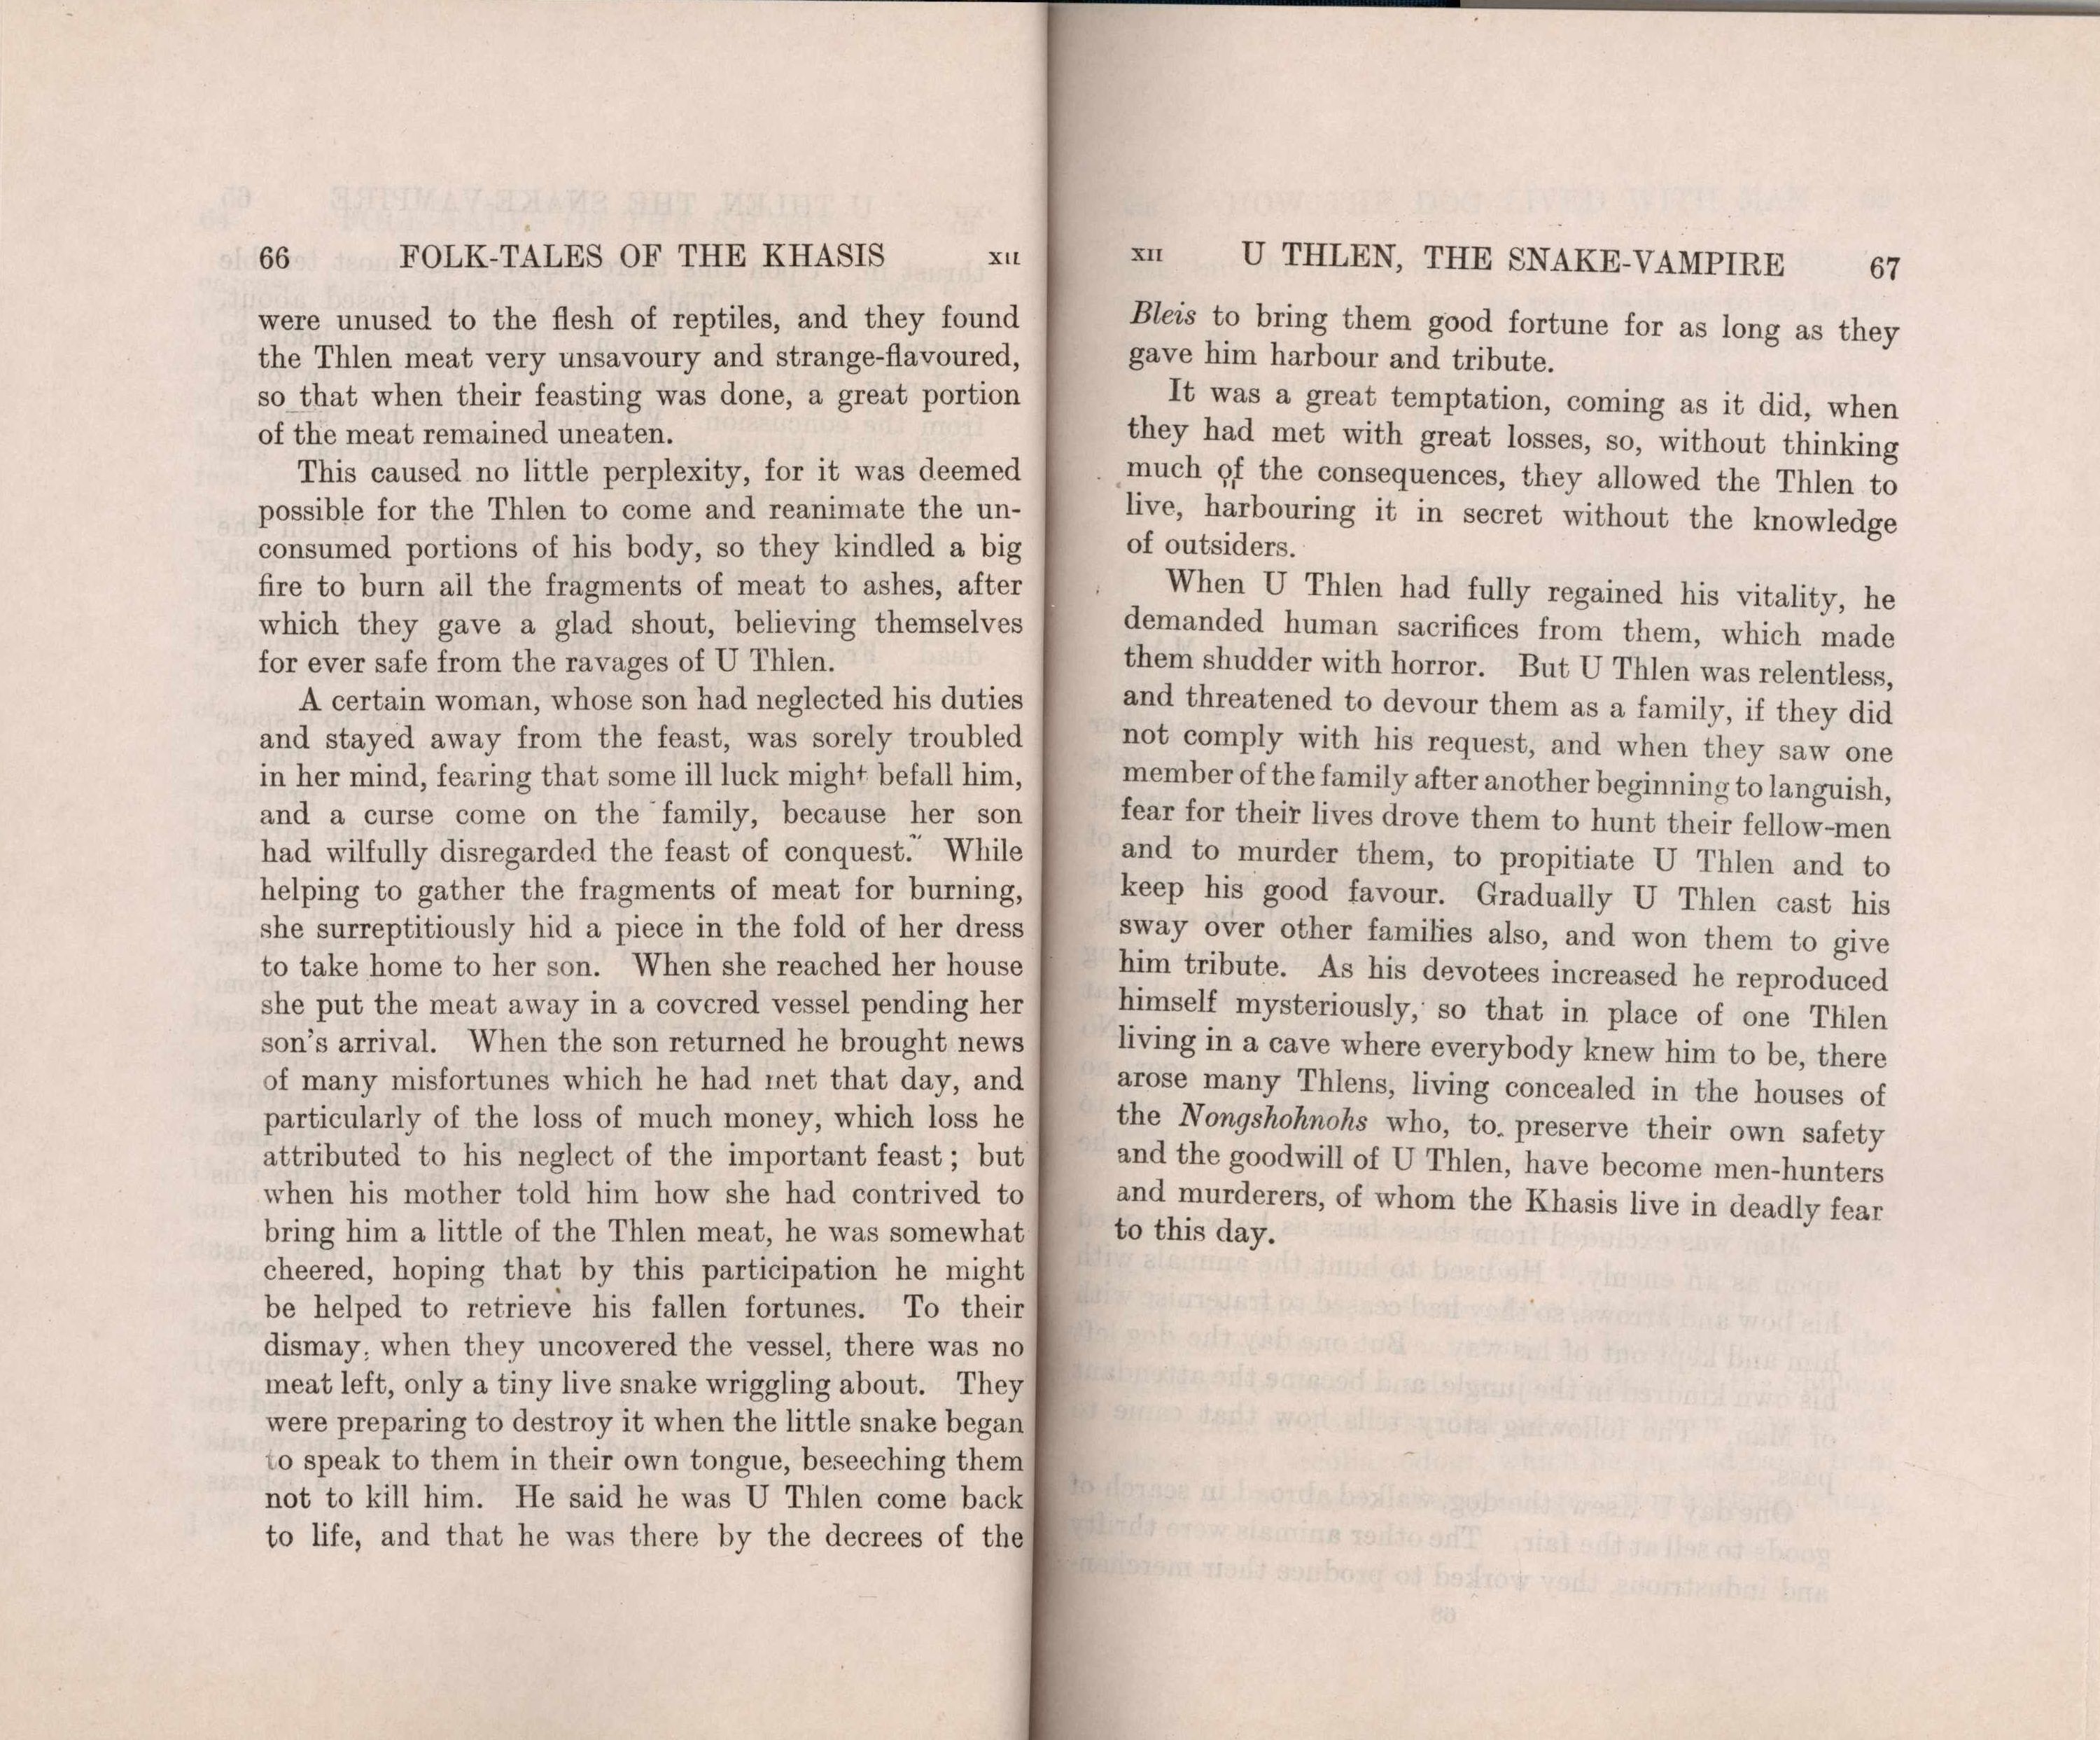 66 FOLK-TALES OF THE KHASIS XII
were unused to the flesh of reptiles, and they found
the Thlen meat very unsavoury and strange-flavoured,
so that when their feasting was done, a great portion
of the meat remained uneaten.
This caused no little perplexity, for it was deemed
possible for the Thlen to come and reanimate the un-
consumed portions of his body, so they kindled a big
fire to burn all the fragments of meat to ashes, after
which they gave a glad shout, believing themselves
for ever safe from the ravages of U Thlen.
A certain woman, whose son had neglected his duties
and stayed away from the feast, was sorely troubled
in her mind, fearing that some ill luck might befall him,
and a curse come on the family, because her son
had wilfully disregarded the feast of conquest. While
helping to gather the fragments of meat for burning,
she surreptitiously hid a piece in the fold of her dress
to take home to her son. When she reached her house
she put the meat away in a covered vessel pending her
son's arrival. When the son returned he brought news
of many misfortunes which he had met that day, and
particularly of the loss of much money, which loss he
attributed to his neglect of the important feast; but
when his mother told him how she had contrived to
bring him a little of the Thlen meat, he was somewhat
cheered, hoping that by this participation he might
be helped to retrieve his fallen fortunes. To their
dismay, when they uncovered the vessel, there was no
meat left, only a tiny live snake wriggling about. They
were preparing to destroy it when the little snake began
to speak to them in their own tongue, beseeching them
not to kill him. He said he was U Thlen come back
to life, and that he was there by the decrees of the
XII U THLEN, THE SNAKE-VAMPIRE 67
Bleis to bring them good fortune for as long as they
gave him harbour and tribute.
It was a great temptation, coming as it did, when
they had met with great losses, so, without thinking
much of the consequences, they allowed the Thlen to
live, harbouring it in secret without the knowledge
of outsiders.
When U Thlen had fully regained his vitality, he
demanded human sacrifices from them, which made
them shudder with horror. But U Thlen was relentless,
and threatened to devour them as a family, if they did
not comply with his request, and when they saw one
member of the family after another beginning to languish,
fear for their lives drove them to hunt their fellow-men
and to murder them, to propitiate U Thlen and to
keep his good favour. Gradually U Thlen cast his
sway over other families also, and won them to give
him tribute. As his devotees increased he reproduced
himself mysteriously, so that in place of one Thlen
living in a cave where everybody knew him to be, there
arose many Thlens, living concealed in the houses of
the Nongshohnohs who, to preserve their own safety
and the goodwill of U Thlen, have become men-hunters
and murderers, of whom the Khasis live in deadly fear
to this day.